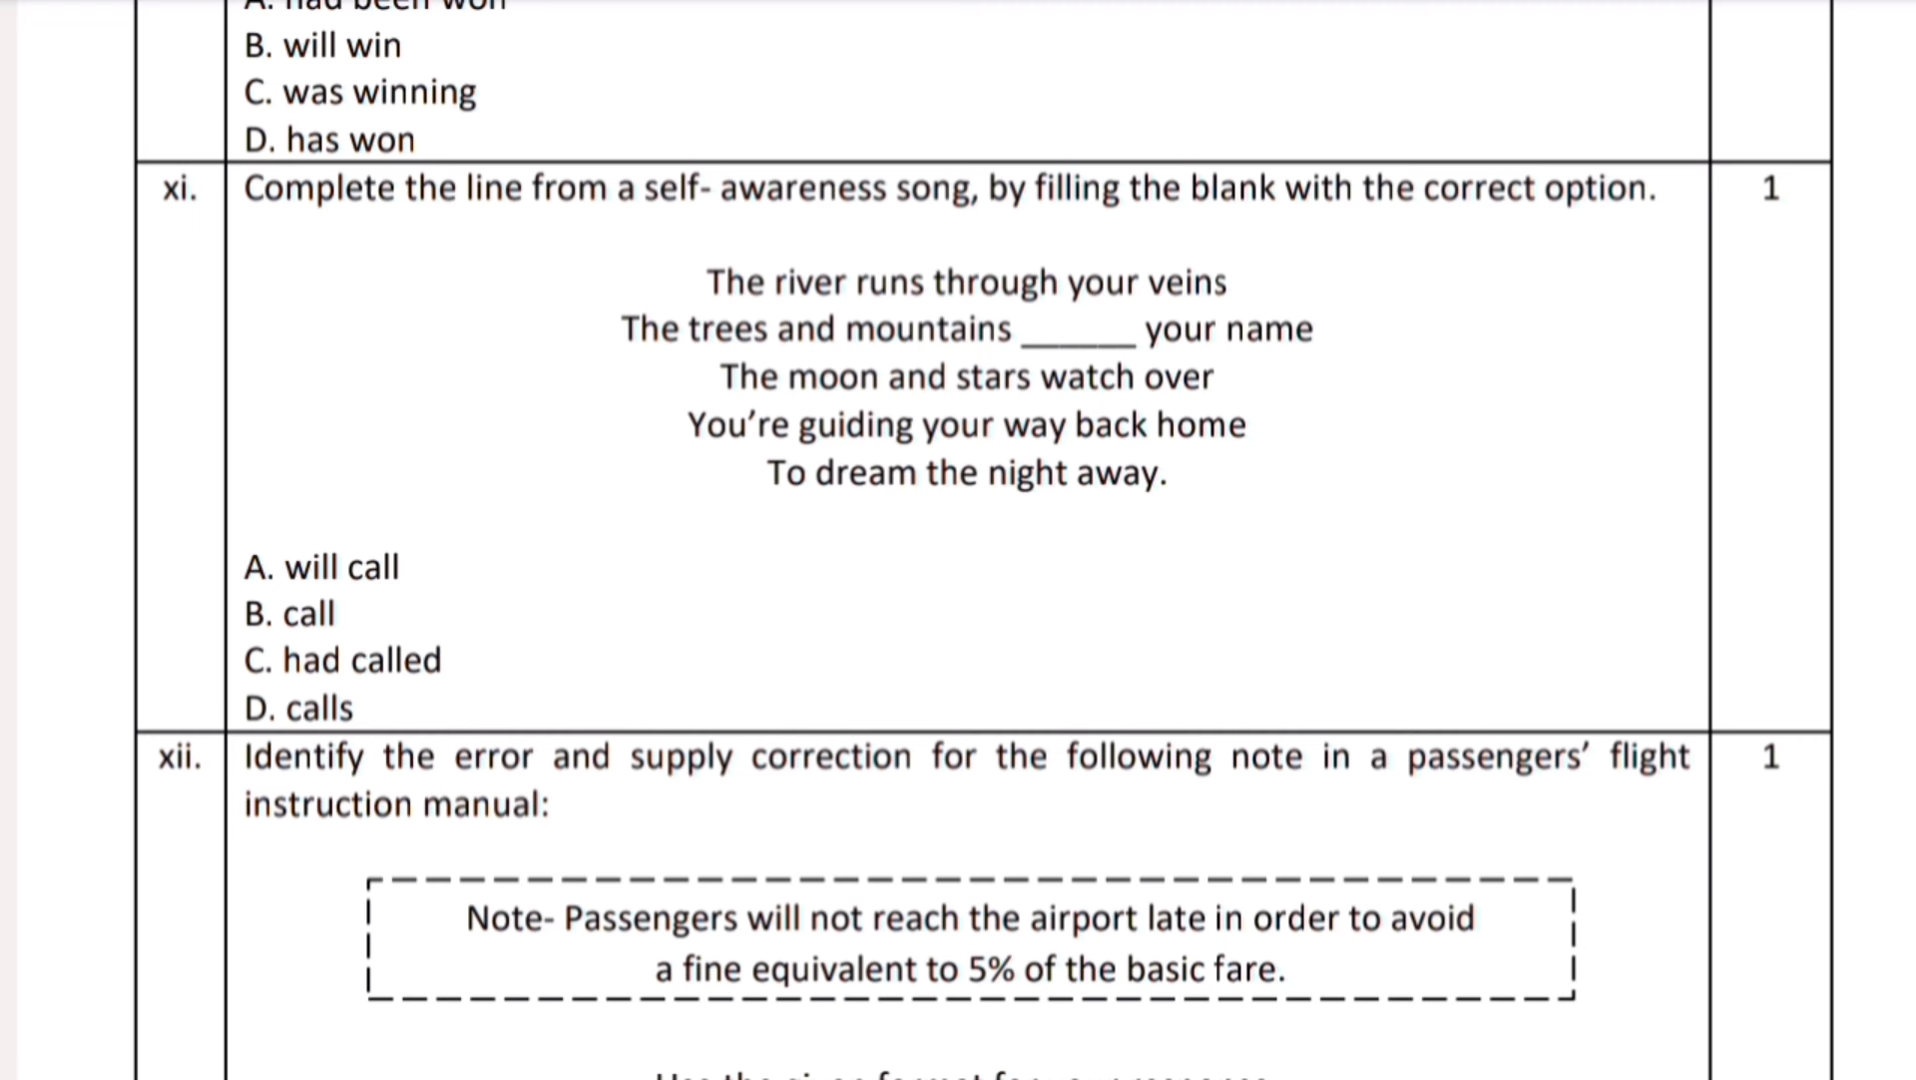 A. had been won
B. will win
C. was winning
D. has won
xi. Complete the line from a self- awareness song, by filling the blank with the correct option. 1
The river runs through your veins
The trees and mountains ______ your name
The moon and stars watch over
You’re guiding your way back home
To dream the night away.
A. will call
B. call
C. had called
D. calls
xii. Identify the error and supply correction for the following note in a passengers’ flight 1
instruction manual:
Note- Passengers will not reach the airport late in order to avoid
a fine equivalent to 5% of the basic fare.